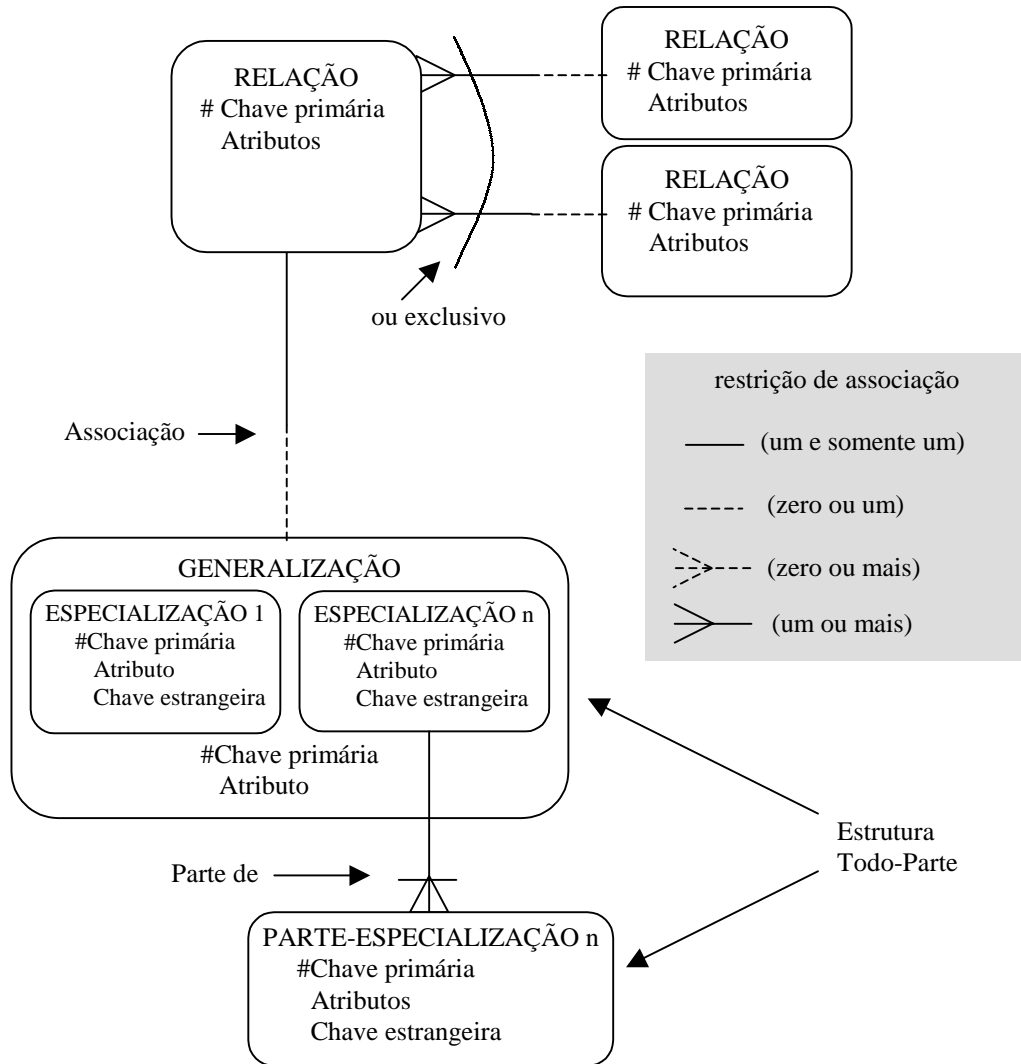 RELAÇÃO
# Chave primária
Atributos
RELAÇÃO
# Chave primária
Atributos
RELAÇÃO
# Chave primária
Atributos
ou exclusivo
Associação
restrição de associação
(um e somente um)
(zero ou um)
(zero ou mais)
(um ou mais)
GENERALIZAÇÃO
ESPECIALIZAÇÃO 1
#Chave primária
Atributo
Chave estrangeira
ESPECIALIZAÇÃO n
#Chave primária
Atributo
Chave estrangeira
#Chave primária
Atributo
Estrutura
Todo-Parte
Parte de
PARTE-ESPECIALIZAÇÃO n
#Chave primária
Atributos
Chave estrangeira